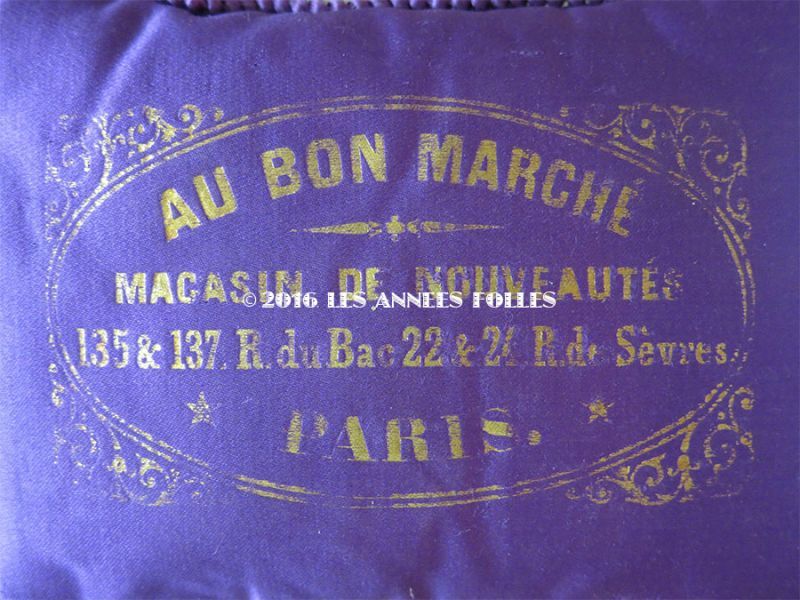 AU BON MARCHÉ
MAGASIN DE NOUVEAUTÉS
© 2016 LES ANNEES FOLLES
135 & 137, R. du Bac 22 & 24 R. de Sèvres.
PARIS.